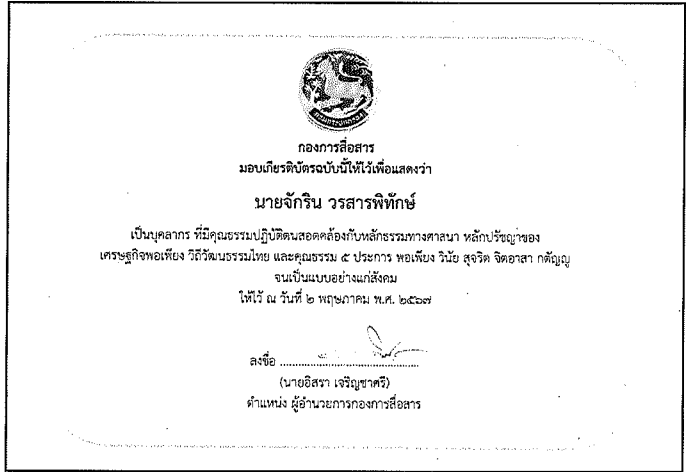 กรมการปกครอง
กองการสื่อสาร
มอบเกียรติบัตรฉบับนี้ให้ไว้เพื่อแสดงว่า
นายจักริน วรสารพิทักษ์
เป็นบุคลากร ที่มีคุณธรรมปฏิบัติตนสอดคล้องกับหลักธรรมทางศาสนา หลักปรัชญาของ
เศรษฐกิจพอเพียง วิถีวัฒนธรรมไทย และคุณธรรม ๕ ประการ พอเพียง วินัย สุจริต จิตอาสา กตัญญู
จนเป็นแบบอย่างแก่สังคม
ให้ไว้ ณ วันที่ ๒ พฤษภาคม พ.ศ. ๒๕๖๗
ลงชื่อ ..............................................
(นายอิสรา เจริญชาศรี)
ตำแหน่ง ผู้อำนวยการกองการสื่อสาร